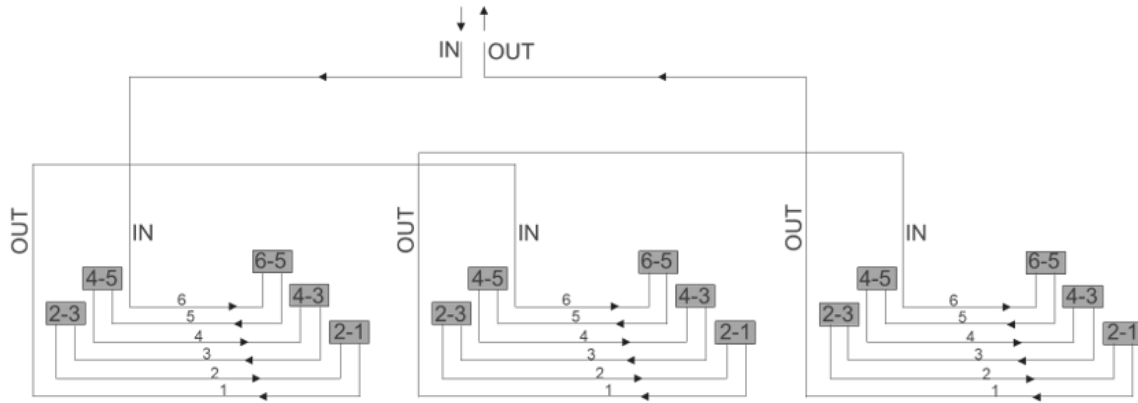 IN OUT
OUT IN OUT IN OUT IN
6-5 6-5 6-5
4-5 4-5 4-5
4-3 4-3 4-3
6 6 6
2-3 2-3 2-3
5 5 5
2-1 2-1 2-1
4 4 4
3 3 3
2 2 2
1 1 1